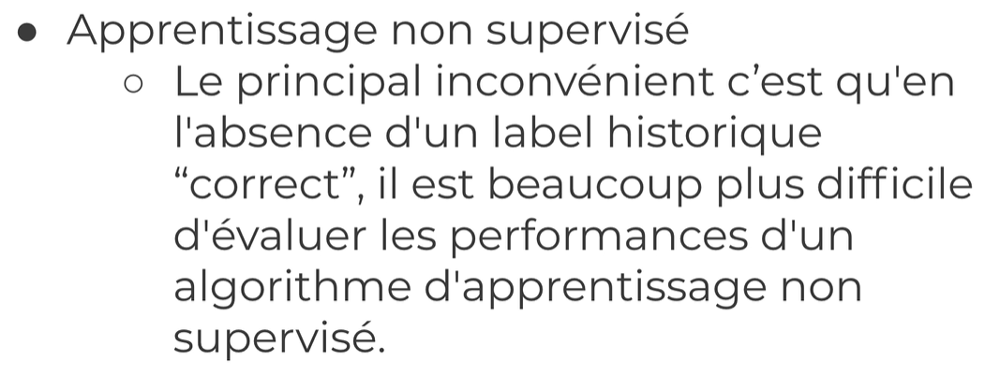 ● Apprentissage non supervisé
○ Le principal inconvénient c’est qu'en
l'absence d'un label historique
“correct”, il est beaucoup plus difficile
d'évaluer les performances d'un
algorithme d'apprentissage non
supervisé.